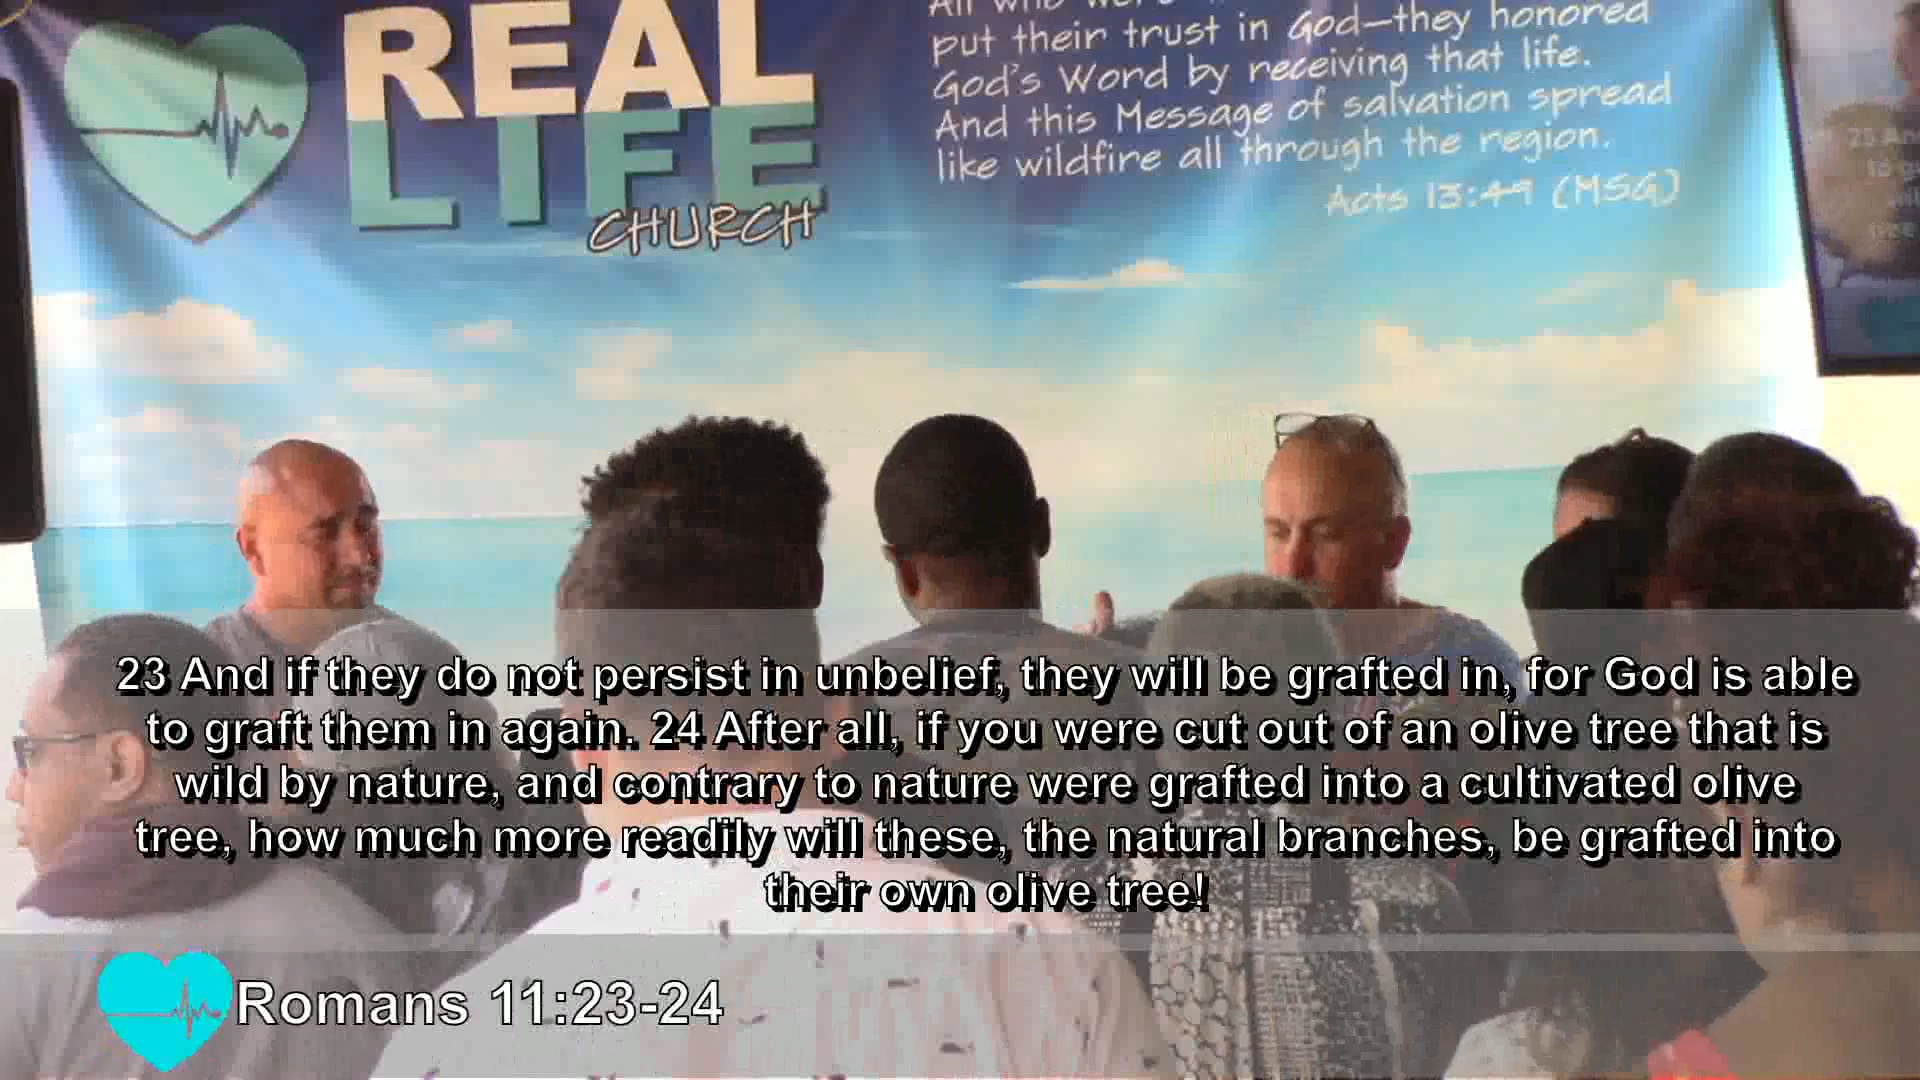 REAL
LIFE
CHURCH
put their trust in God—they honored
God's Word by receiving that life.
And this Message of salvation spread
like wildfire all through the region.
Acts 13:49 (MSG)
23 And if they do not persist in unbelief, they will be grafted in, for God is able
to graft them in again. 24 After all, if you were cut out of an olive tree that is
wild by nature, and contrary to nature were grafted into a cultivated olive
tree, how much more readily will these, the natural branches, be grafted into
their own olive tree!
Romans 11:23-24